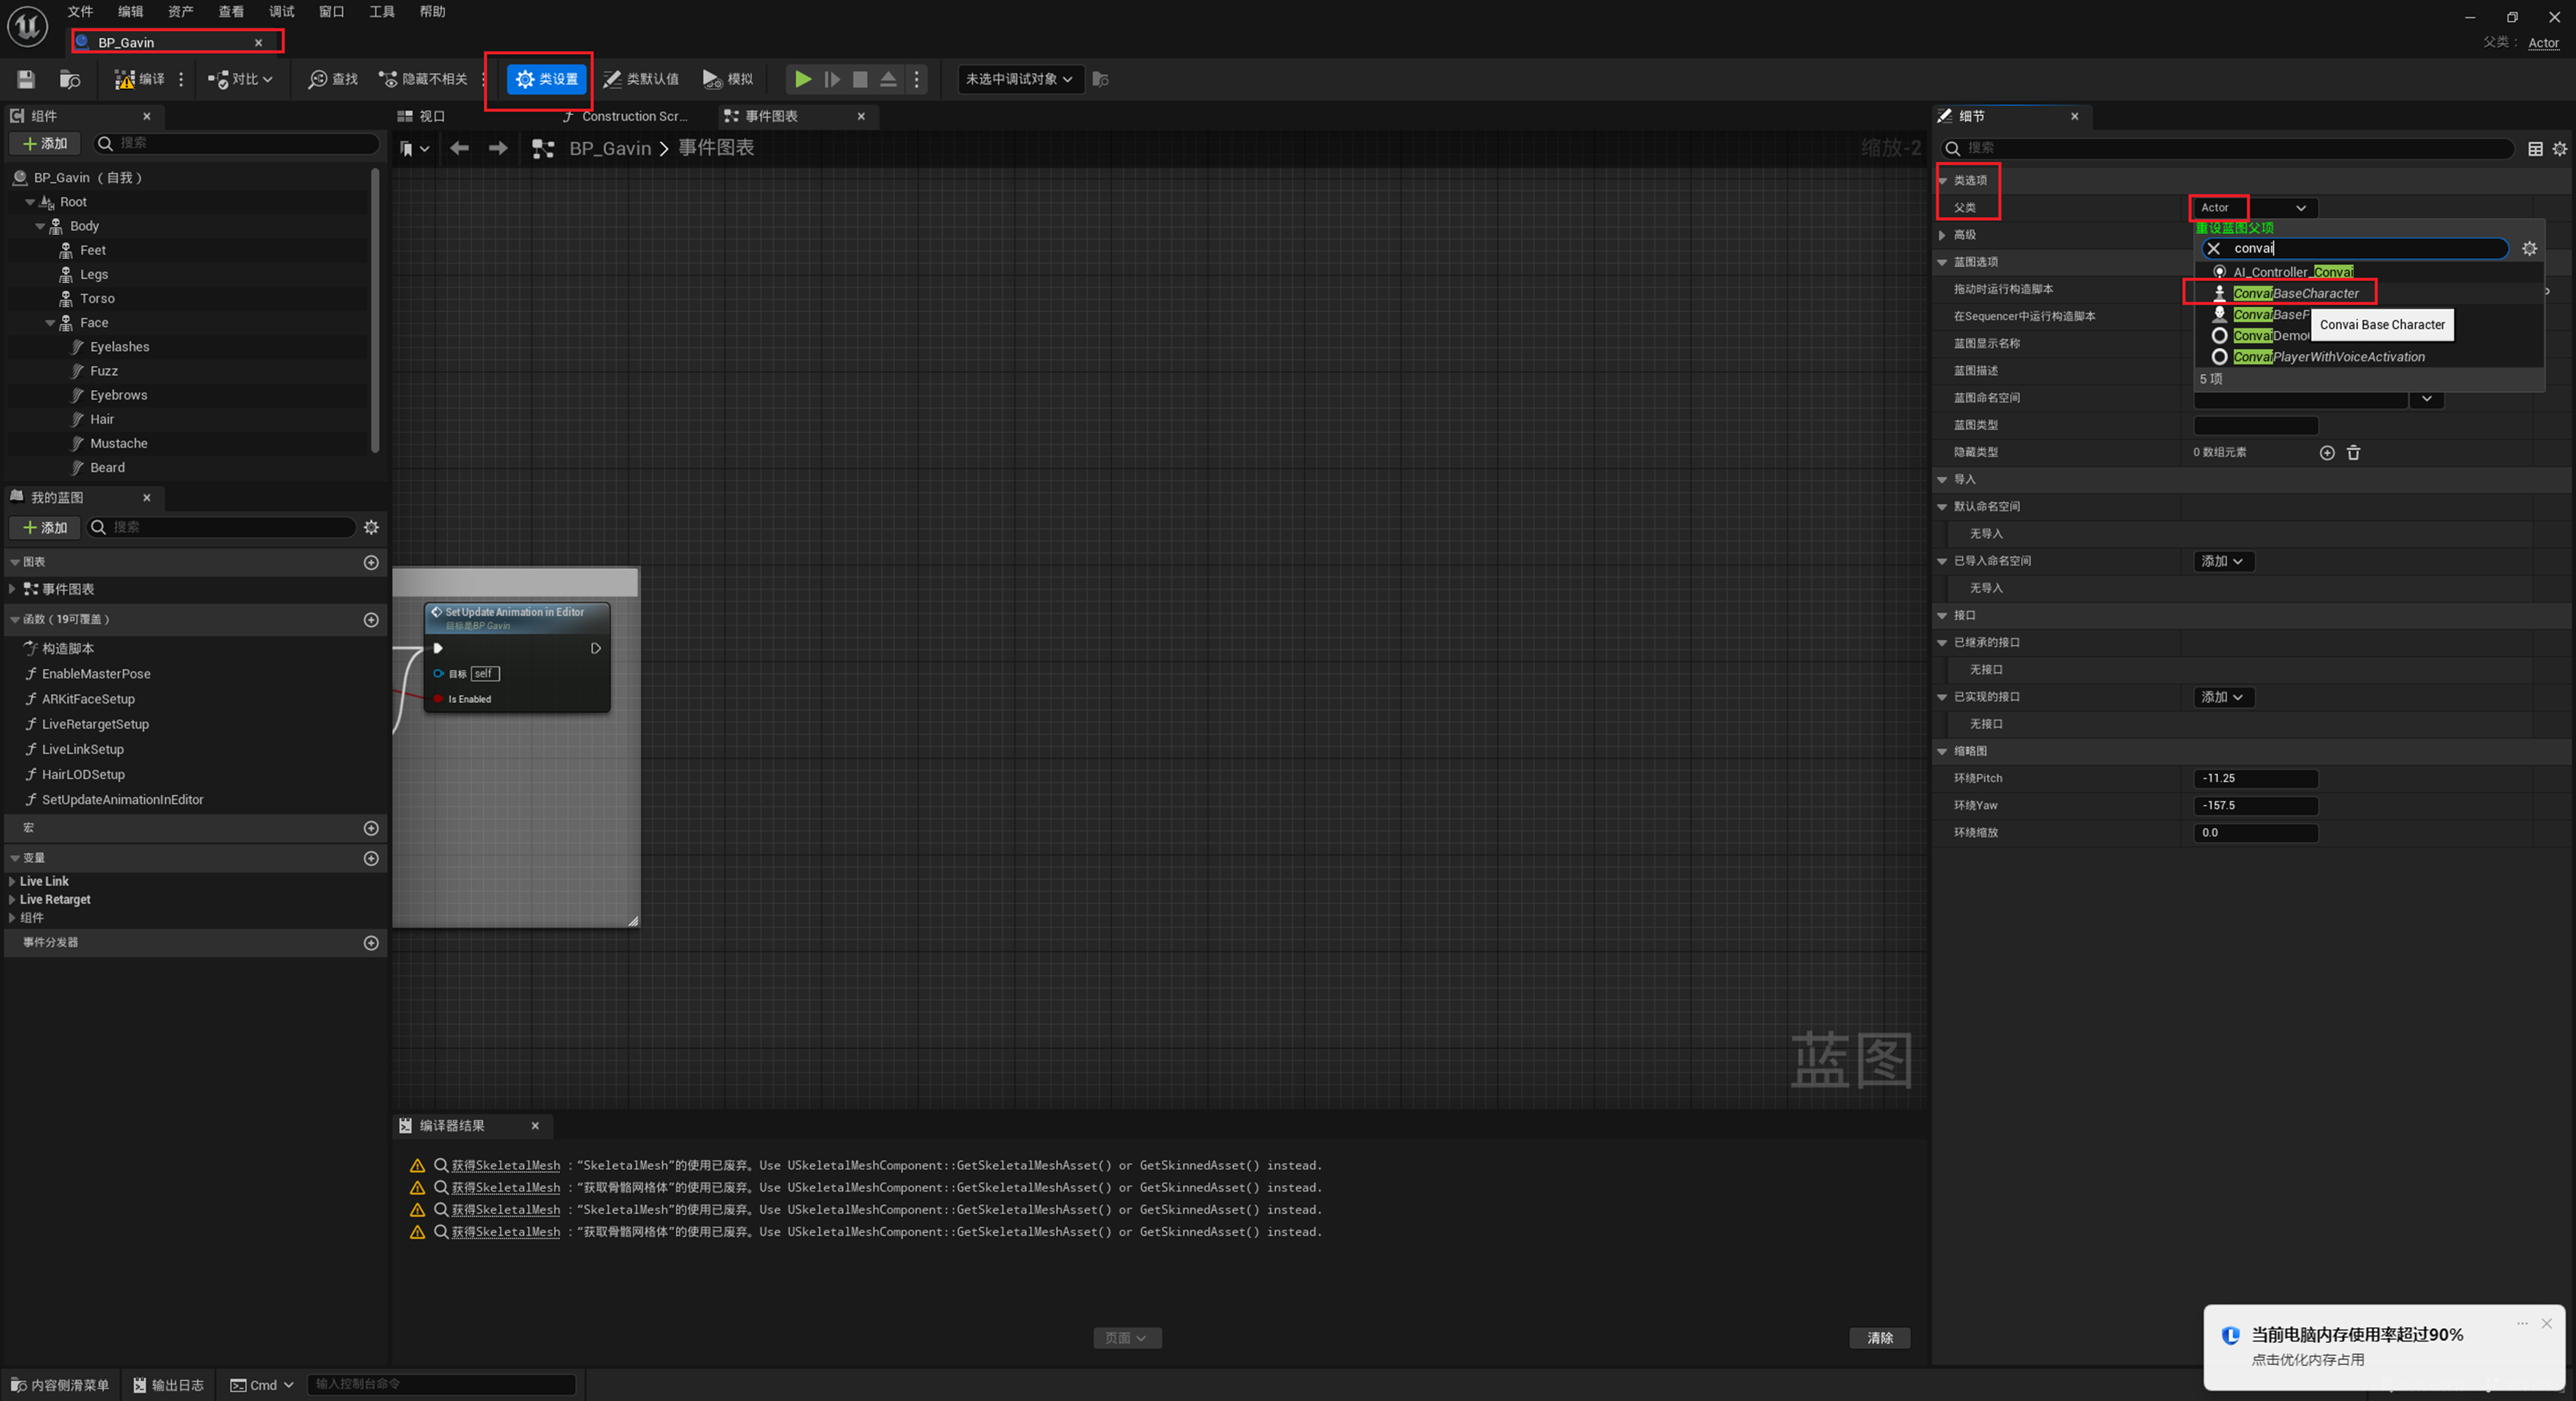 文件 编辑 资产 查看 调试 窗口 工具 帮助
BP_Gavin
父类： Actor
编译 对比 查找 隐藏不相关 类设置 类默认值 模拟 未选中调试对象
组件
添加 搜索
BP_Gavin （自我）
Root
Body
Feet
Legs
Torso
Face
Eyelashes
Fuzz
Eyebrows
Hair
Mustache
Beard
我的蓝图
添加 搜索
图表
事件图表
函数（19可覆盖）
构造脚本
EnableMasterPose
ARKitFaceSetup
LiveRetargetSetup
LiveLinkSetup
HairLODSetup
SetUpdateAnimationInEditor
宏
变量
Live Link
Live Retarget
组件
事件分发器
视口 Construction Scr... 事件图表
BP_Gavin > 事件图表 缩放-2
Set Update Animation in Editor
目标是BP Gavin
目标 self
Is Enabled
蓝图
编译器结果
获得SkeletalMesh ：“SkeletalMesh”的使用已废弃。Use USkeletalMeshComponent::GetSkeletalMeshAsset() or GetSkinnedAsset() instead.
获得SkeletalMesh ：“获取骨骼网格体”的使用已废弃。Use USkeletalMeshComponent::GetSkeletalMeshAsset() or GetSkinnedAsset() instead.
获得SkeletalMesh ：“SkeletalMesh”的使用已废弃。Use USkeletalMeshComponent::GetSkeletalMeshAsset() or GetSkinnedAsset() instead.
获得SkeletalMesh ：“获取骨骼网格体”的使用已废弃。Use USkeletalMeshComponent::GetSkeletalMeshAsset() or GetSkinnedAsset() instead.
页面 清除
细节
搜索
类选项
父类 Actor
重设蓝图父项
convai
AI_Controller_Convai
ConvaiBaseCharacter
ConvaiBaseP
Convai Base Character
ConvaiDemo
ConvaiPlayerWithVoiceActivation
5 项
高级
蓝图选项
拖动时运行构造脚本
在Sequencer中运行构造脚本
蓝图显示名称
蓝图描述
蓝图命名空间
蓝图类型
隐藏类型 0 数组元素
导入
默认命名空间
无导入
已导入命名空间 添加
无导入
接口
已继承的接口
无接口
已实现的接口 添加
无接口
缩略图
环绕Pitch -11.25
环绕Yaw -157.5
环绕缩放 0.0
当前电脑内存使用率超过90%
点击优化内存占用
内容侧滑菜单 输出日志 Cmd 输入控制台命令